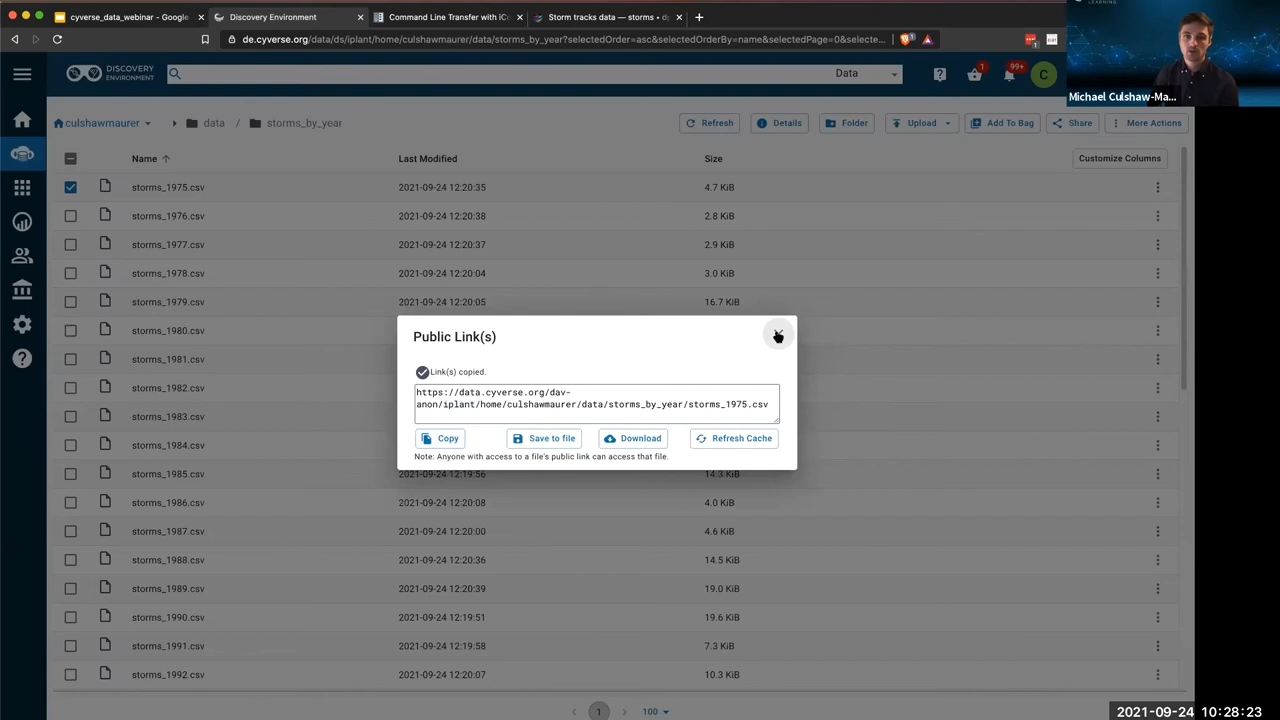 cyverse_data_webinar - Google
Discovery Environment
Command Line Transfer with iC
Storm tracks data — storms • d
LEARNING
de.cyverse.org/data/ds/iplant/home/culshawmaurer/data/storms_by_year?selectedOrder=asc&selectedOrderBy=name&selectedPage=0&selecte...
1
1
Michael Culshaw-Ma...
DISCOVERY
ENVIRONMENT
Data
1
99+
C
culshawmaurer
data
/
storms_by_year
Refresh
Details
Folder
Upload
Add To Bag
Share
More Actions
Name
Last Modified
Size
Customize Columns
storms_1975.csv 2021-09-24 12:20:35 4.7 KiB
storms_1976.csv 2021-09-24 12:20:38 2.8 KiB
storms_1977.csv 2021-09-24 12:20:37 2.9 KiB
storms_1978.csv 2021-09-24 12:20:04 3.0 KiB
storms_1979.csv 2021-09-24 12:20:05 16.7 KiB
storms_1980.csv
storms_1981.csv
storms_1982.csv
storms_1983.csv
storms_1984.csv
Public Link(s)
Link(s) copied.
https://data.cyverse.org/dav-
anon/iplant/home/culshawmaurer/data/storms_by_year/storms_1975.csv
Copy
Save to file
Download
Refresh Cache
Note: Anyone with access to a file's public link can access that file.
storms_1985.csv 2021-09-24 12:19:56 14.3 KiB
storms_1986.csv 2021-09-24 12:20:08 4.0 KiB
storms_1987.csv 2021-09-24 12:20:00 4.6 KiB
storms_1988.csv 2021-09-24 12:20:36 14.5 KiB
storms_1989.csv 2021-09-24 12:20:39 19.0 KiB
storms_1990.csv 2021-09-24 12:19:51 19.6 KiB
storms_1991.csv 2021-09-24 12:19:58 7.3 KiB
storms_1992.csv 2021-09-24 12:20:07 10.3 KiB
1
100
2021-09-24 10:28:23